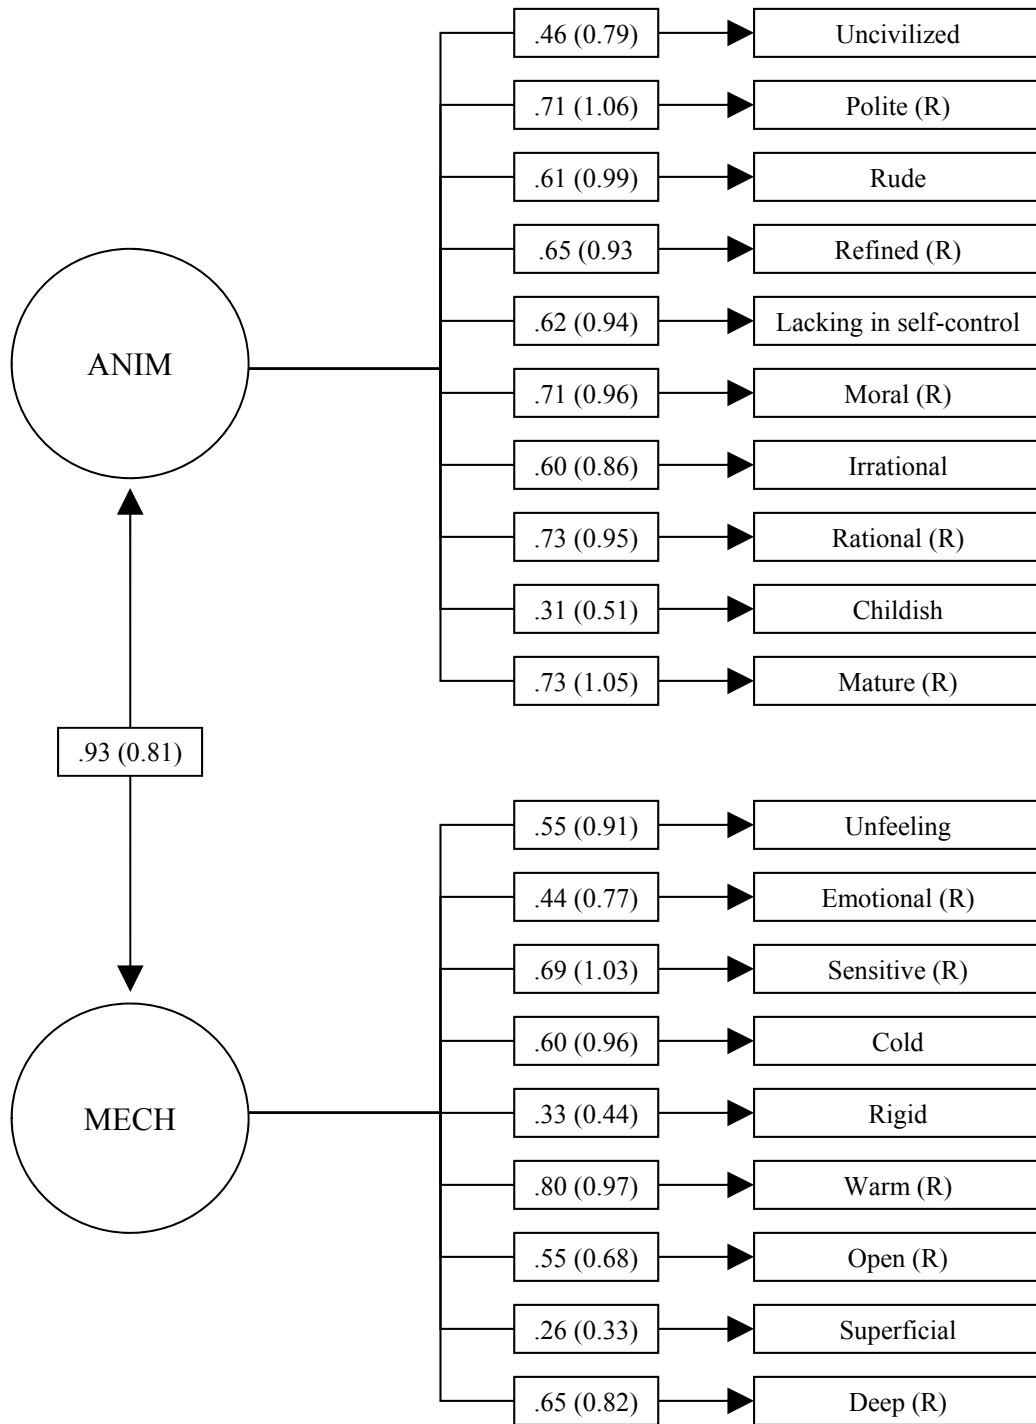 .46 (0.79) Uncivilized
.71 (1.06) Polite (R)
.61 (0.99) Rude
.65 (0.93 Refined (R)
.62 (0.94) Lacking in self-control
ANIM
.71 (0.96) Moral (R)
.60 (0.86) Irrational
.73 (0.95) Rational (R)
.31 (0.51) Childish
.73 (1.05) Mature (R)
.93 (0.81)
.55 (0.91) Unfeeling
.44 (0.77) Emotional (R)
.69 (1.03) Sensitive (R)
.60 (0.96) Cold
.33 (0.44) Rigid
MECH
.80 (0.97) Warm (R)
.55 (0.68) Open (R)
.26 (0.33) Superficial
.65 (0.82) Deep (R)